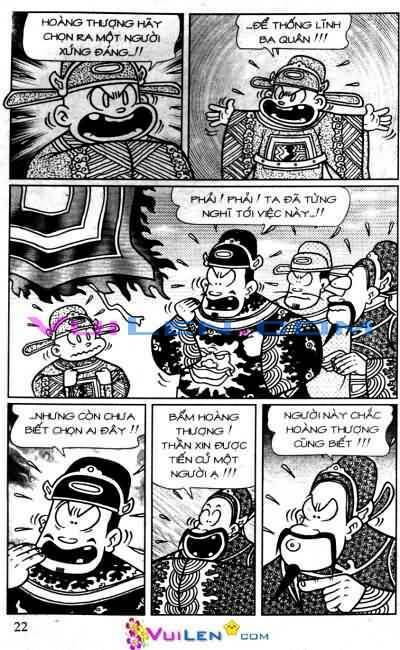 HOÀNG THƯỢNG HÃY
CHỌN RA MỘT NGƯỜI
XỨNG ĐÁNG...!!
...ĐỂ THỐNG LĨNH
BA QUÂN !!!
PHẢI ! PHẢI ! TA ĐÃ TỪNG
NGHĨ TỚI VIỆC NÀY...!!
VUILEN.COM
...NHƯNG CÒN CHƯA
BIẾT CHỌN AI ĐÂY !!
BẨM HOÀNG
THƯỢNG !
THẦN XIN ĐƯỢC
TIẾN CỬ MỘT
NGƯỜI Ạ !!!
NGƯỜI NÀY CHẮC
HOÀNG THƯỢNG
CŨNG BIẾT !!!
22
VUILEN.COM